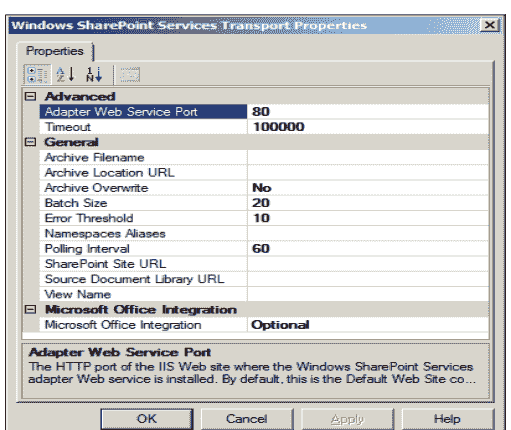 Windows SharePoint Services Transport Properties
Properties
Advanced
Adapter Web Service Port 80
Timeout 100000
General
Archive Filename
Archive Location URL
Archive Overwrite No
Batch Size 20
Error Threshold 10
Namespaces Aliases
Polling Interval 60
SharePoint Site URL
Source Document Library URL
View Name
Microsoft Office Integration
Microsoft Office Integration Optional
Adapter Web Service Port
The HTTP port of the IIS Web site where the Windows SharePoint Services
adapter Web service is installed. By default, this is the Default Web Site co...
OK Cancel Apply Help